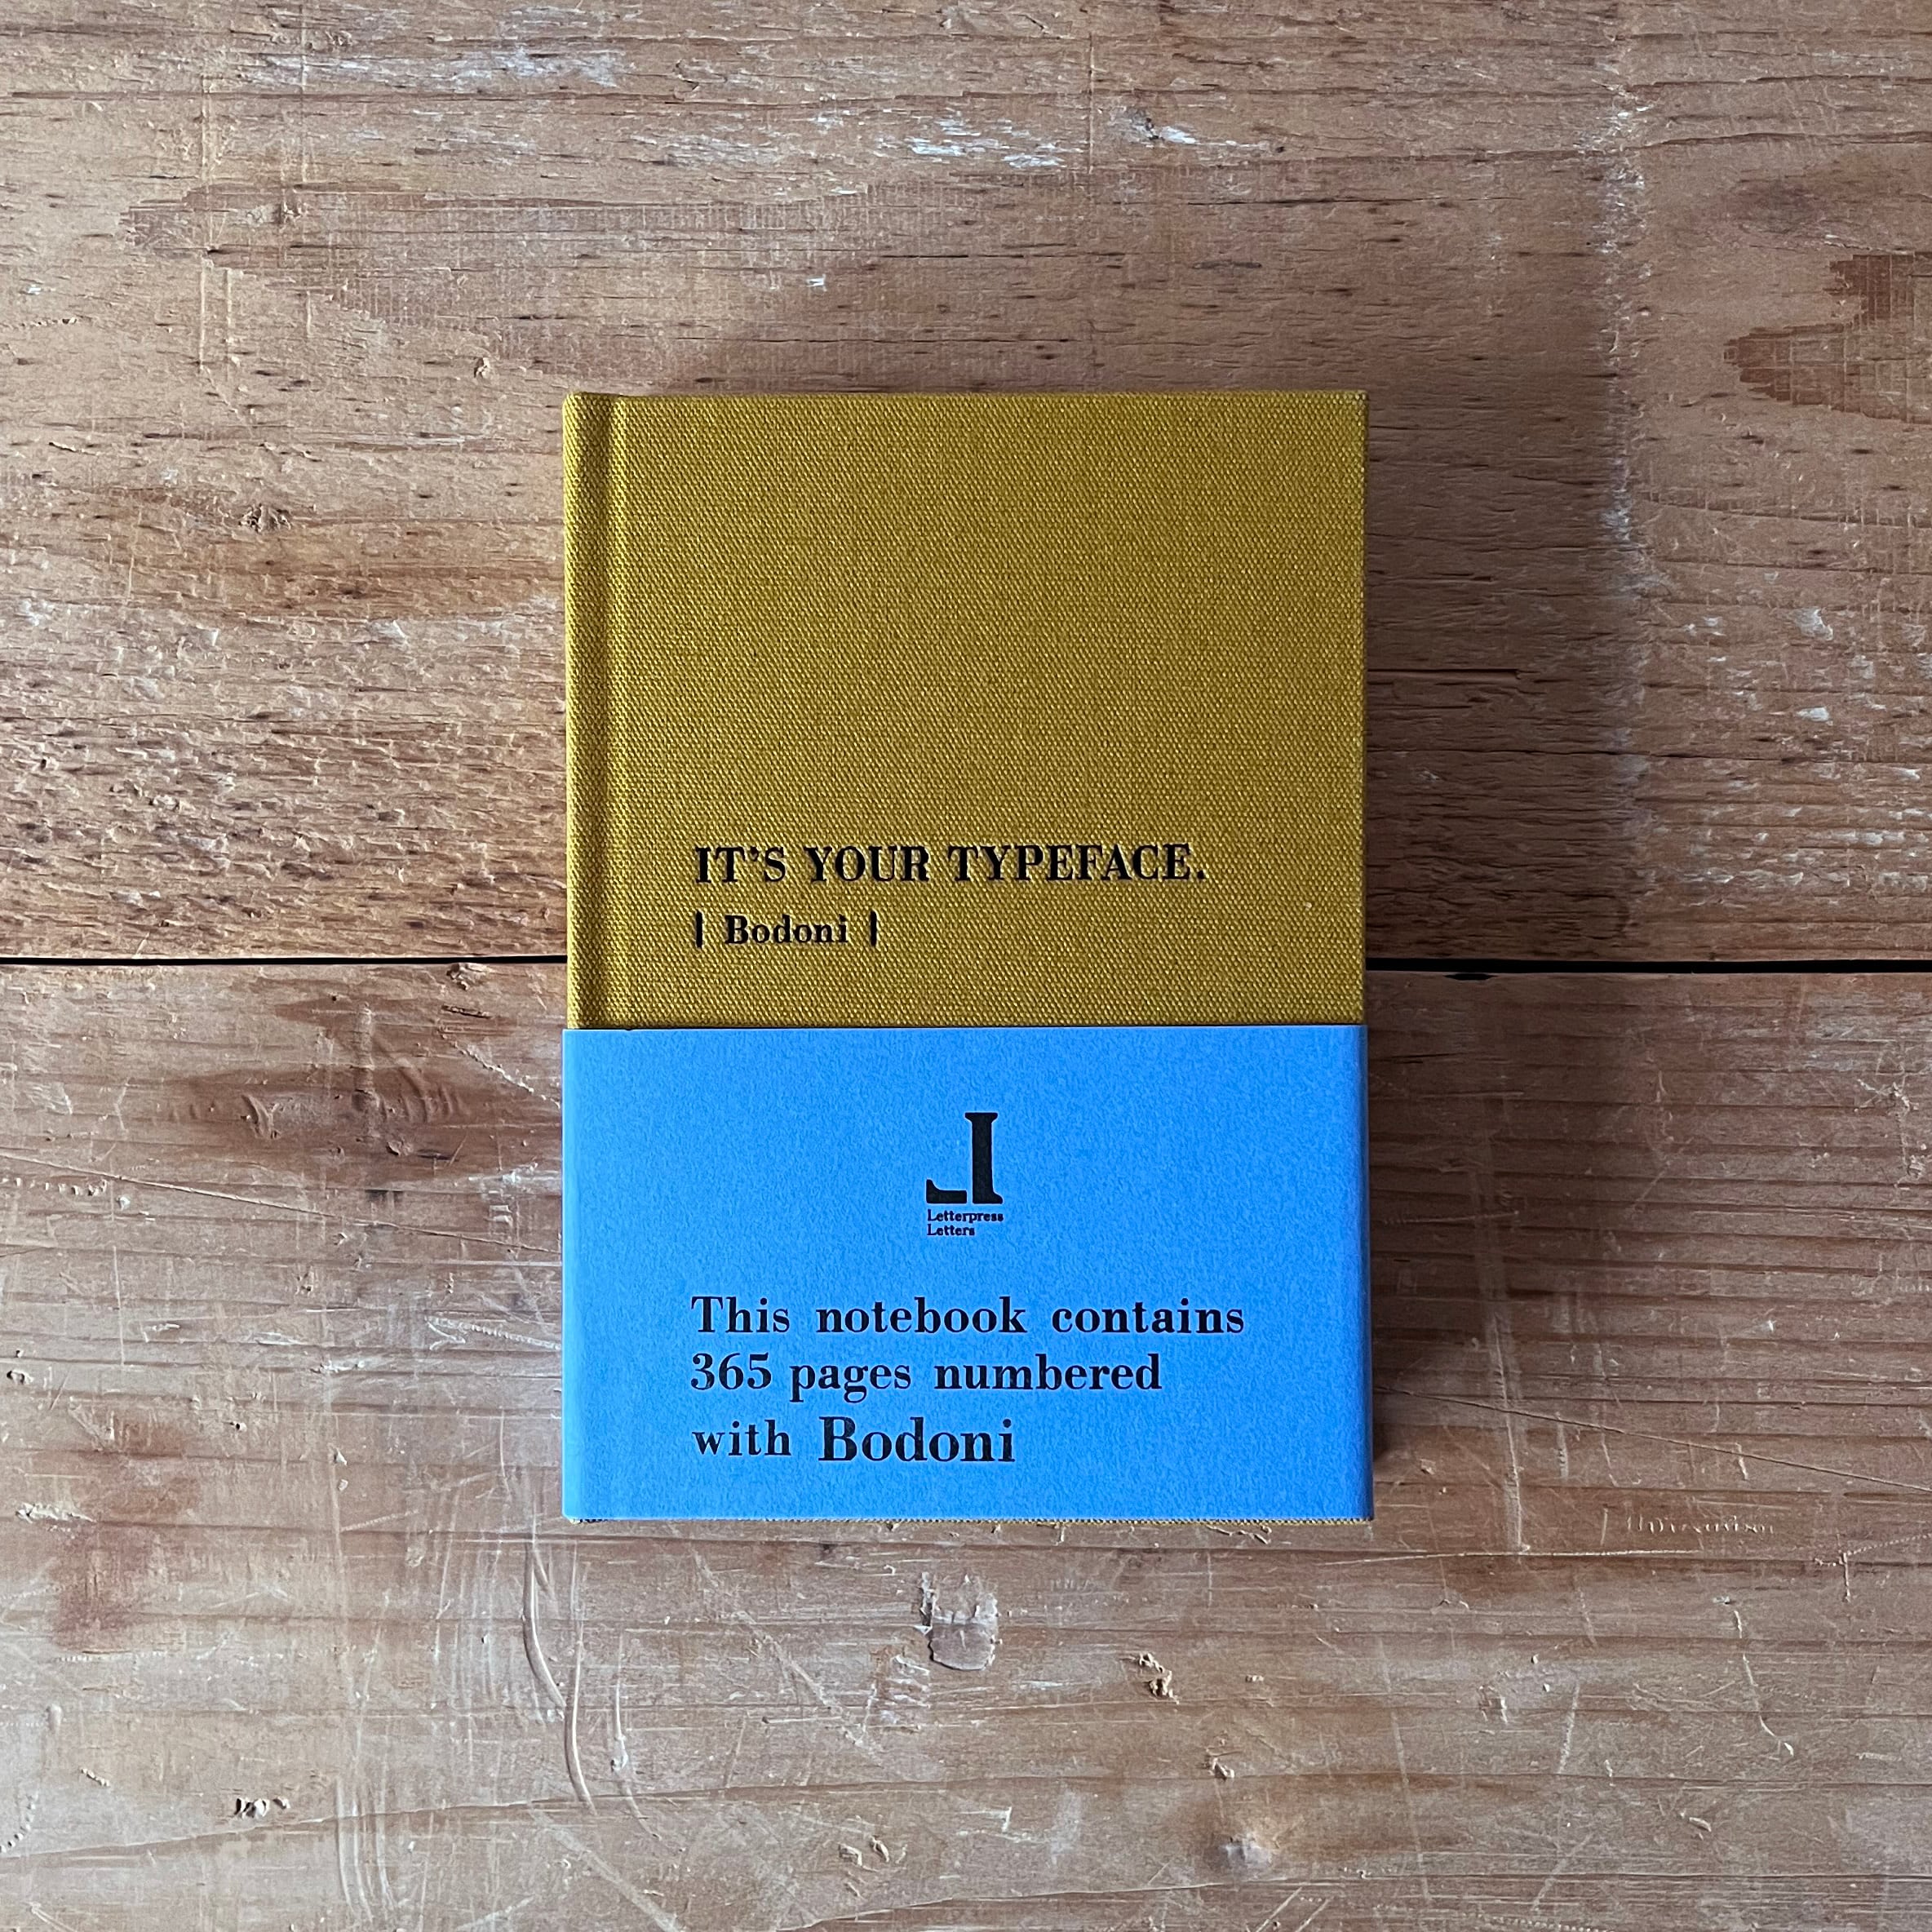 IT'S YOUR TYPEFACE.
| Bodoni |
Letterpress
Letters
This notebook contains
365 pages numbered
with Bodoni